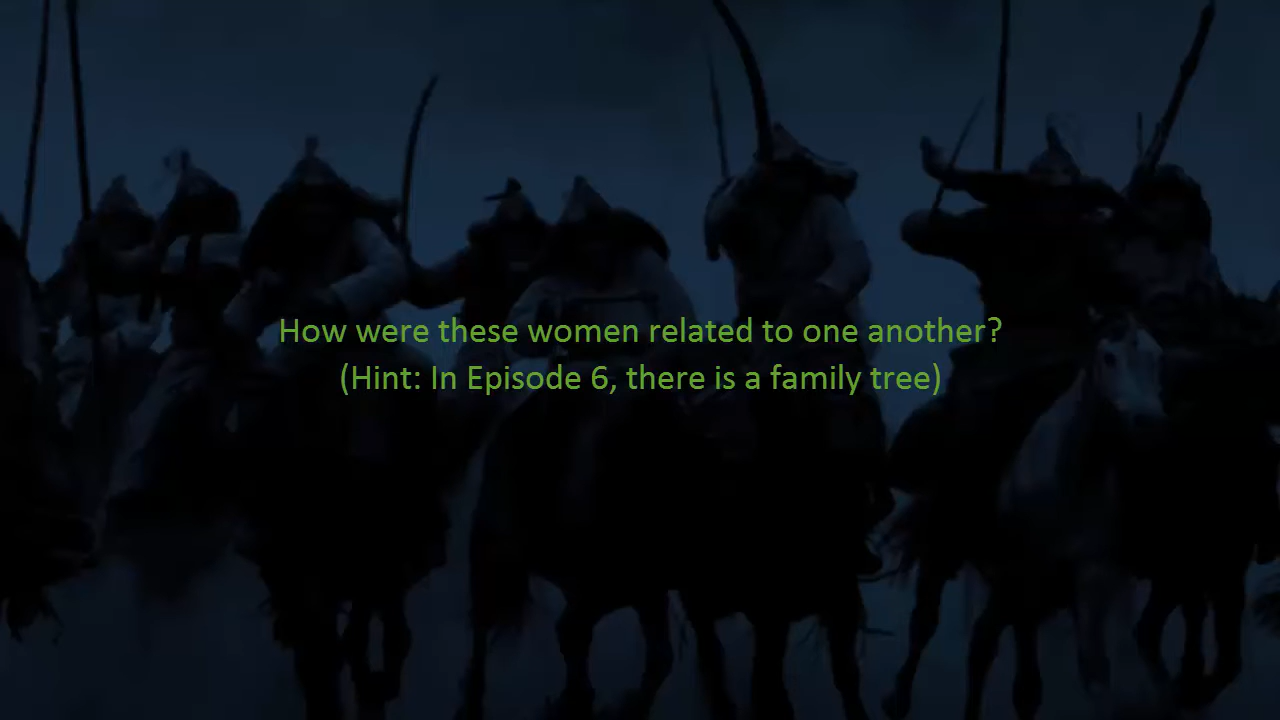 How were these women related to one another?
(Hint: In Episode 6, there is a family tree)